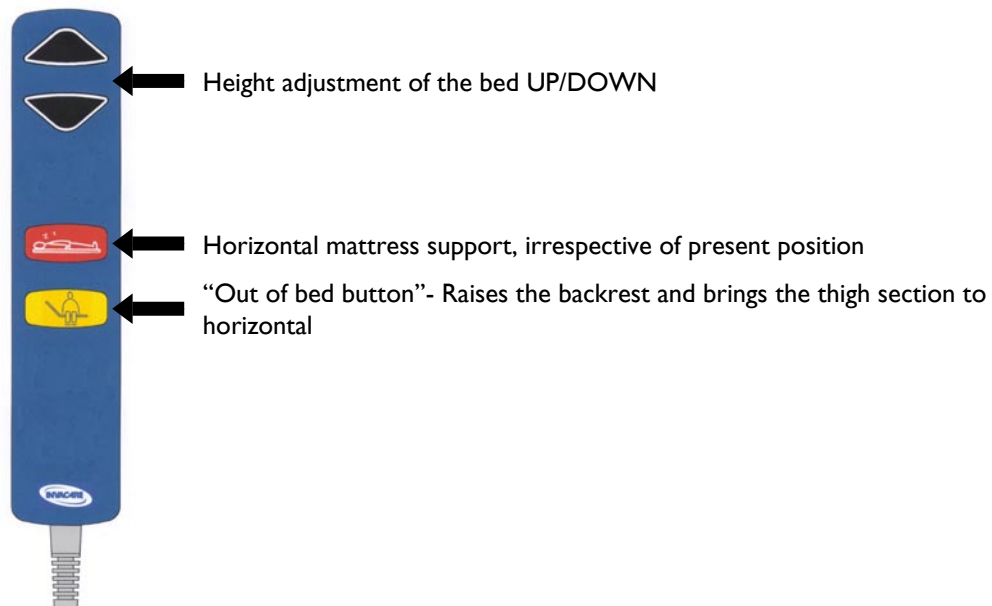 Height adjustment of the bed UP/DOWN
Horizontal mattress support, irrespective of present position
“Out of bed button”- Raises the backrest and brings the thigh section to
horizontal
INVACARE